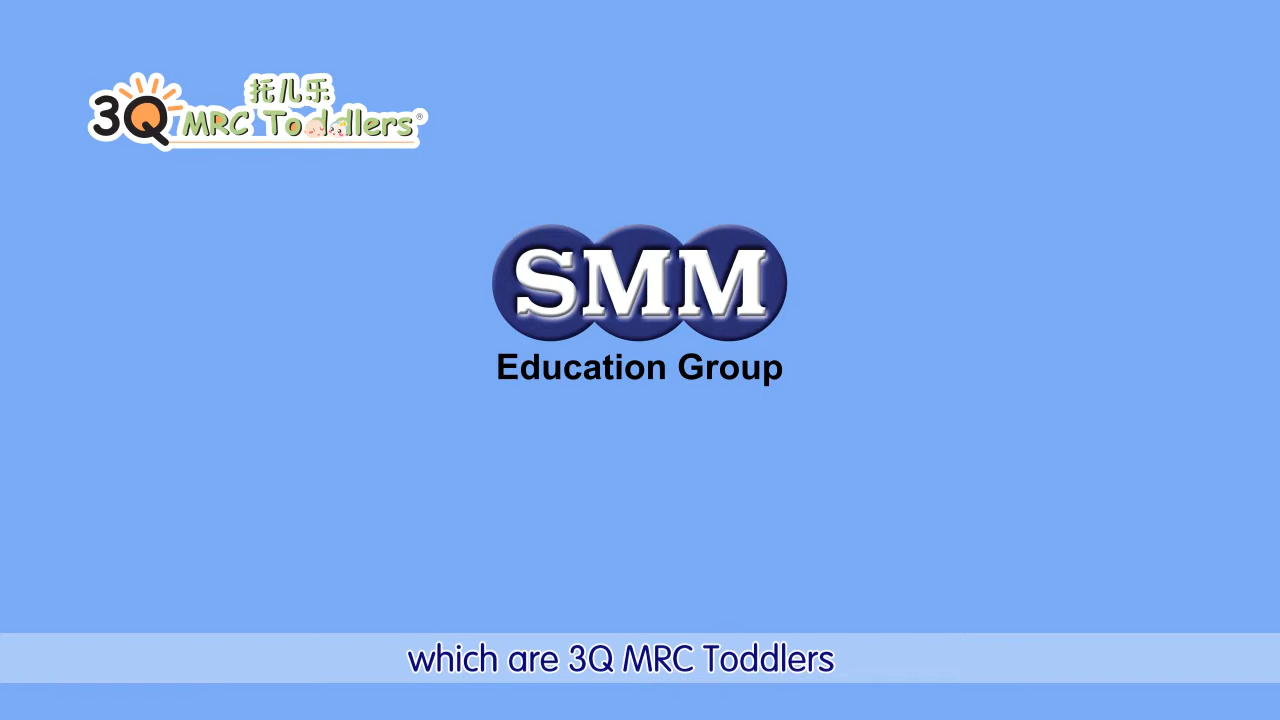 托儿乐
3Q MRC Toddlers®
SMM
Education Group
which are 3Q MRC Toddlers